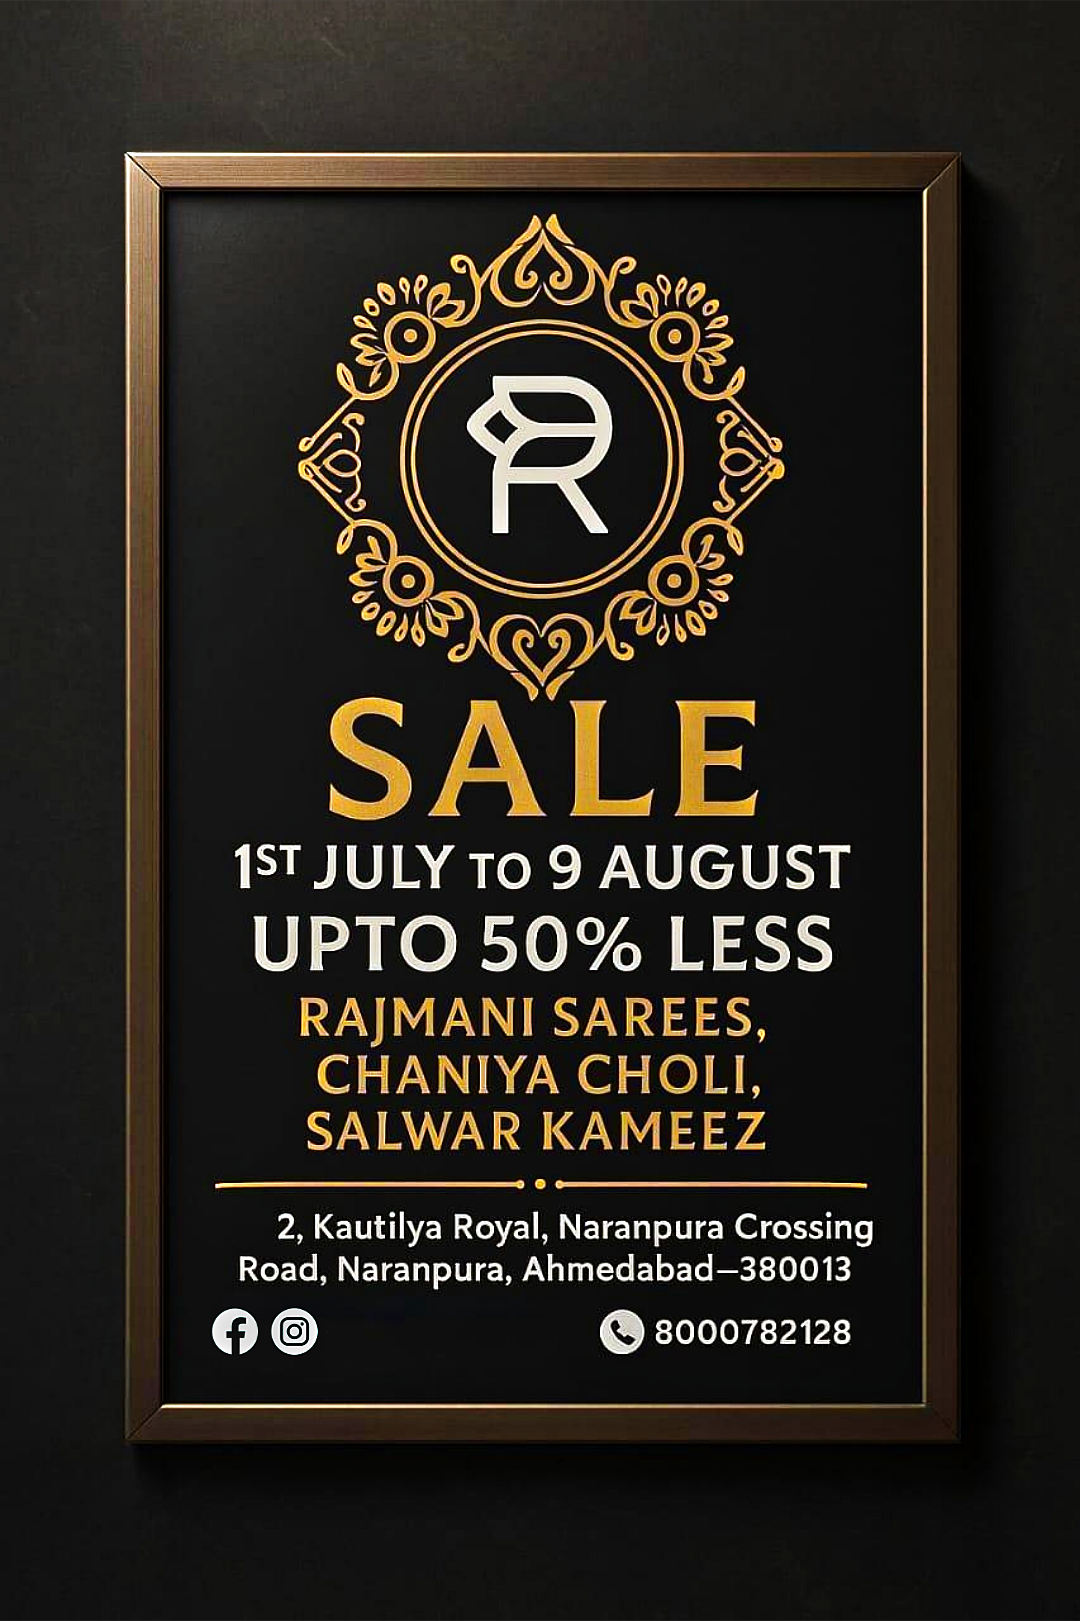 R
SALE
1ST JULY TO 9 AUGUST
UPTO 50% LESS
RAJMANI SAREES,
CHANIYA CHOLI,
SALWAR KAMEEZ
2, Kautilya Royal, Naranpura Crossing
Road, Naranpura, Ahmedabad–380013
8000782128